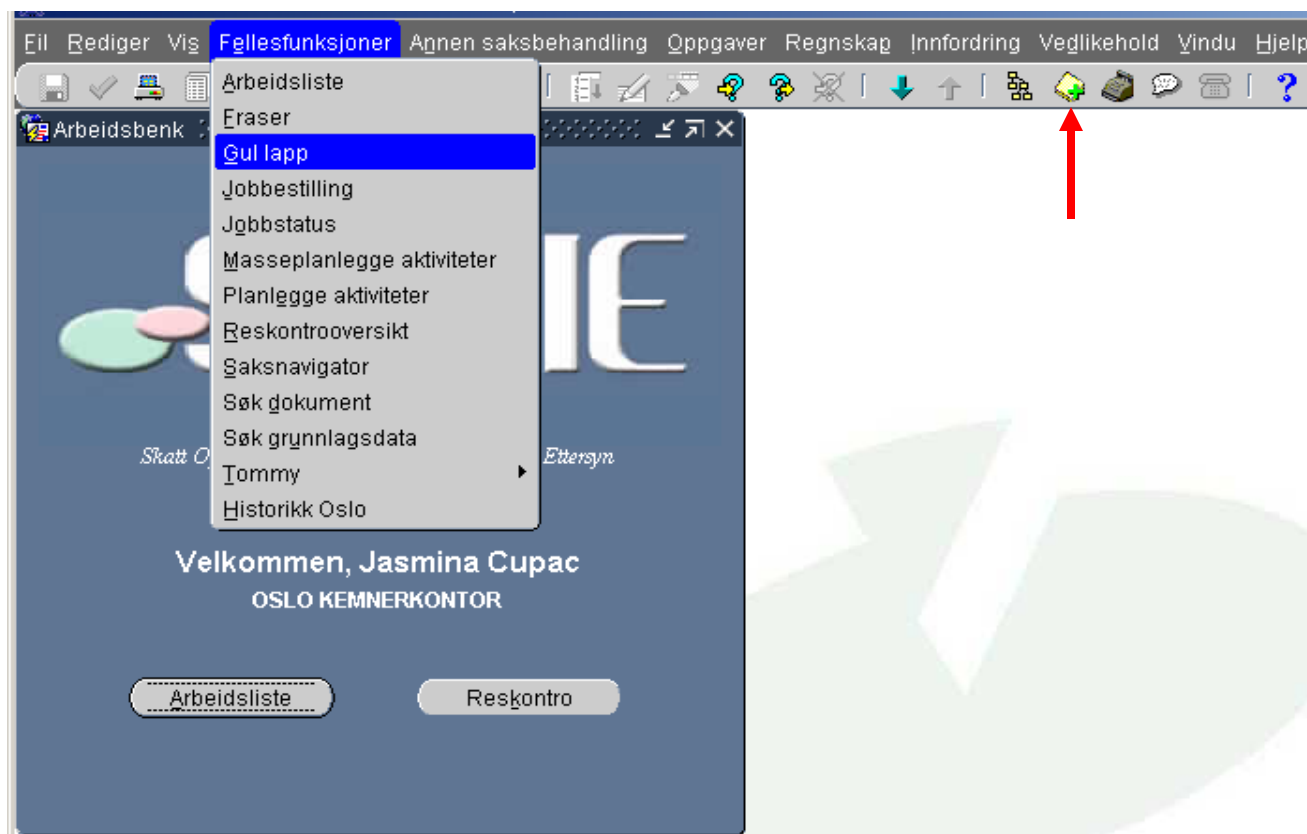 Fil Rediger Vis Fellesfunksjoner Annen saksbehandling Oppgaver Regnskap Innfordring Vedlikehold Vindu Hjelp
Arbeidsbenk
Arbeidsliste
Fraser
Gul lapp
Jobbestilling
Jobbstatus
Masseplanlegge aktiviteter
Planlegge aktiviteter
Reskontrooversikt
Saksnavigator
Søk dokument
Søk grunnlagsdata
Tommy
Historikk Oslo
Skatt
Ettersyn
Velkommen, Jasmina Cupac
OSLO KEMNERKONTOR
Arbeidsliste Reskontro